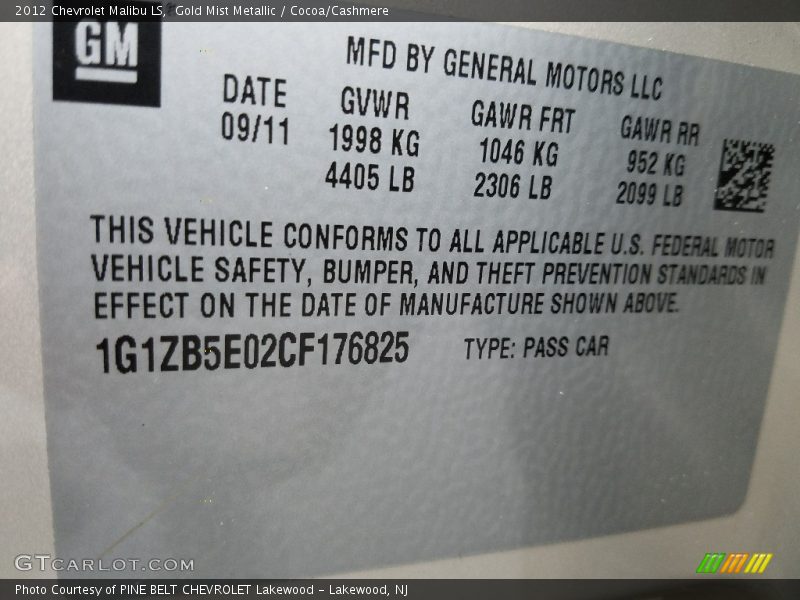 2012 Chevrolet Malibu LS, Gold Mist Metallic / Cocoa/Cashmere
GM
MFD BY GENERAL MOTORS LLC
DATE GVWR GAWR FRT GAWR RR
09/11 1998 KG 1046 KG 952 KG
4405 LB 2306 LB 2099 LB
THIS VEHICLE CONFORMS TO ALL APPLICABLE U.S. FEDERAL MOTOR
VEHICLE SAFETY, BUMPER, AND THEFT PREVENTION STANDARDS IN
EFFECT ON THE DATE OF MANUFACTURE SHOWN ABOVE.
1G1ZB5E02CF176825 TYPE: PASS CAR
GTCARLOT.COM
Photo Courtesy of PINE BELT CHEVROLET Lakewood - Lakewood, NJ